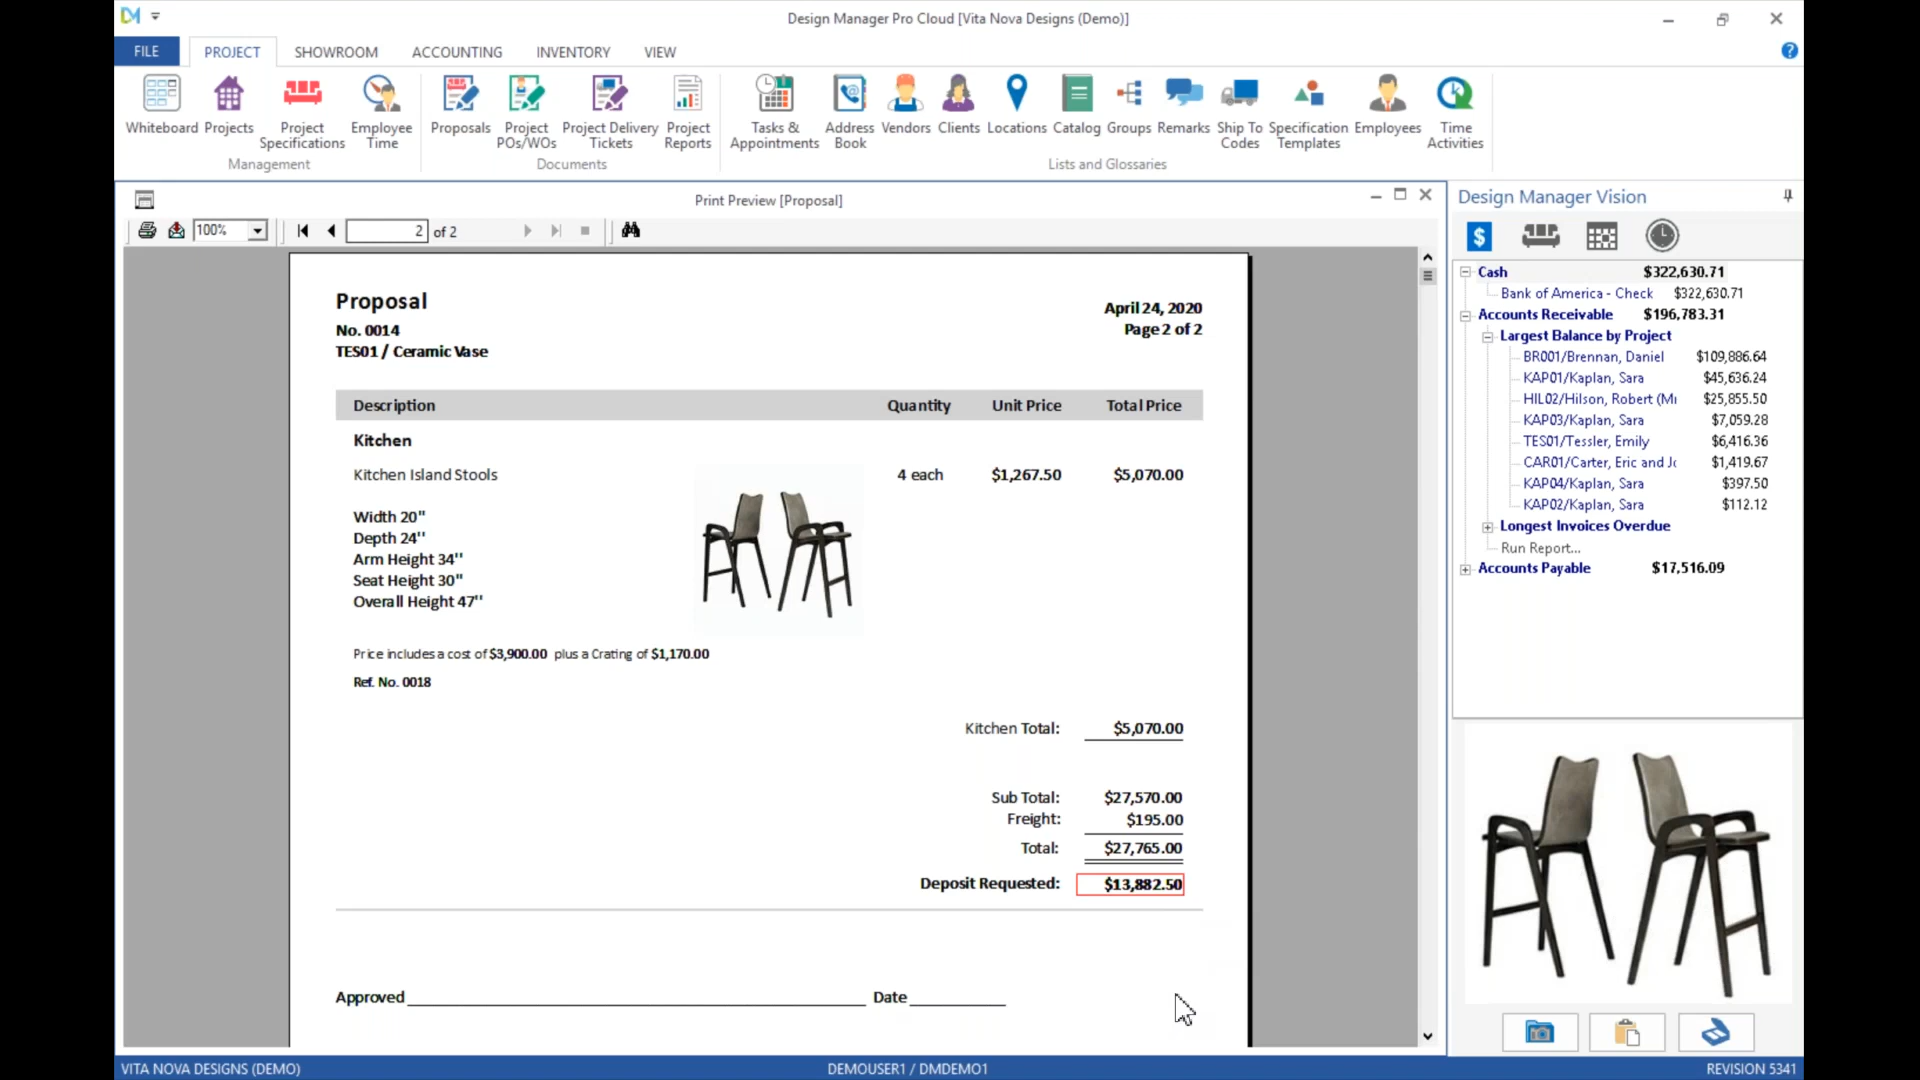 Design Manager Pro Cloud [Vita Nova Designs (Demo)]
FILE PROJECT SHOWROOM ACCOUNTING INVENTORY VIEW
Whiteboard
Projects
Project Specifications
Employee Time
Management
Proposals
Project POs/WOs
Project Delivery Tickets
Project Reports
Documents
Tasks & Appointments
Address Book
Vendors
Clients
Locations
Catalog
Groups
Remarks
Ship To Codes
Specification Templates
Employees
Time Activities
Lists and Glossaries
Print Preview [Proposal]
100% 2 of 2
Proposal
April 24, 2020
No. 0014
Page 2 of 2
TES01 / Ceramic Vase
Description Quantity Unit Price Total Price
Kitchen
Kitchen Island Stools 4 each $1,267.50 $5,070.00
Width 20"
Depth 24''
Arm Height 34''
Seat Height 30"
Overall Height 47''
Price includes a cost of $3,900.00 plus a Crating of $1,170.00
Ref. No. 0018
Kitchen Total: $5,070.00
Sub Total: $27,570.00
Freight: $195.00
Total: $27,765.00
Deposit Requested: $13,882.50
Approved Date
Design Manager Vision
$
Cash $322,630.71
Bank of America - Check $322,630.71
Accounts Receivable $196,783.31
Largest Balance by Project
BR001/Brennan, Daniel $109,886.64
KAP01/Kaplan, Sara $45,636.24
HIL02/Hilson, Robert (Mr $25,855.50
KAP03/Kaplan, Sara $7,059.28
TES01/Tessler, Emily $6,416.36
CAR01/Carter, Eric and Jo $1,419.67
KAP04/Kaplan, Sara $397.50
KAP02/Kaplan, Sara $112.12
Longest Invoices Overdue
Run Report...
Accounts Payable $17,516.09
VITA NOVA DESIGNS (DEMO) DEMOUSER1 / DMDEMO1 REVISION 5341